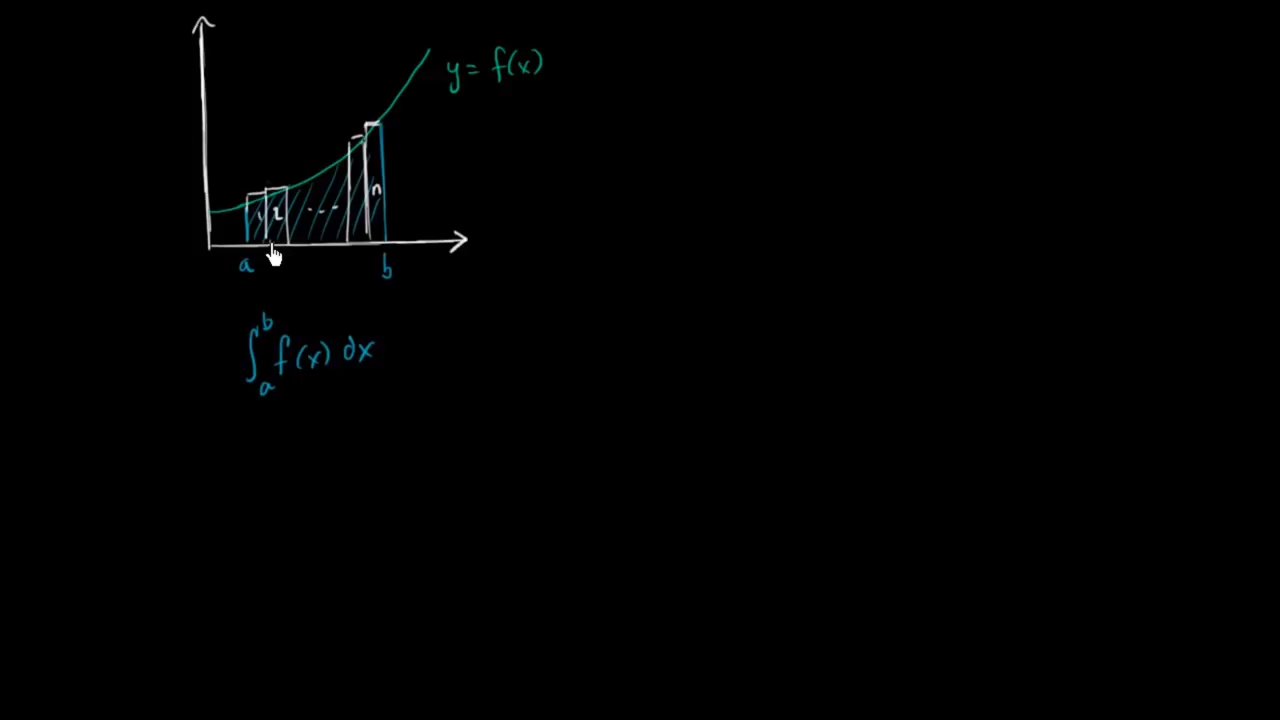 y = f(x)
1 2 ... n
a b
∫_a^b f(x) dx